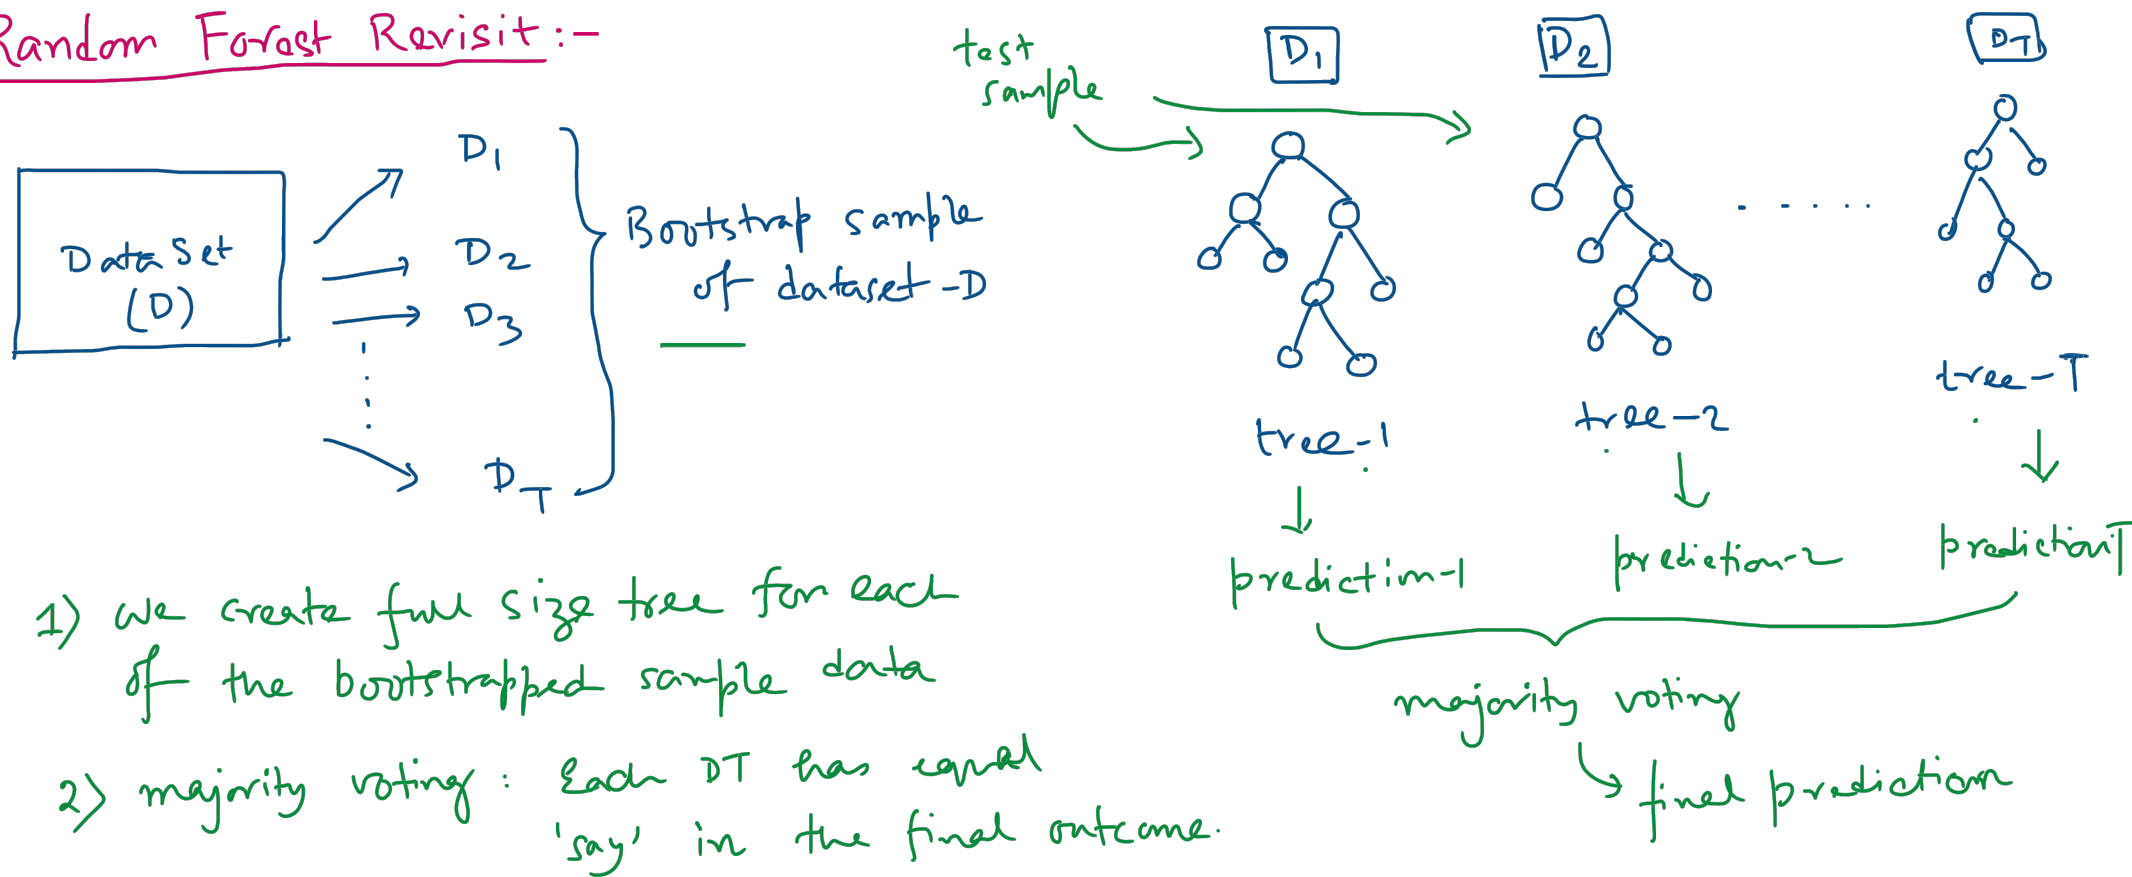 Random Forest Revisit:-
Data Set
(D)
D1
D2
D3
DT
Bootstrap sample
of dataset-D
test
sample
D1
D2
DT
tree-1
tree-2
tree-T
prediction-1
prediction-2
predictionT
majority voting
final prediction
1) we create full size tree for each
of the bootstrapped sample data
2) majority voting : Each DT has equal
'say' in the final outcome.